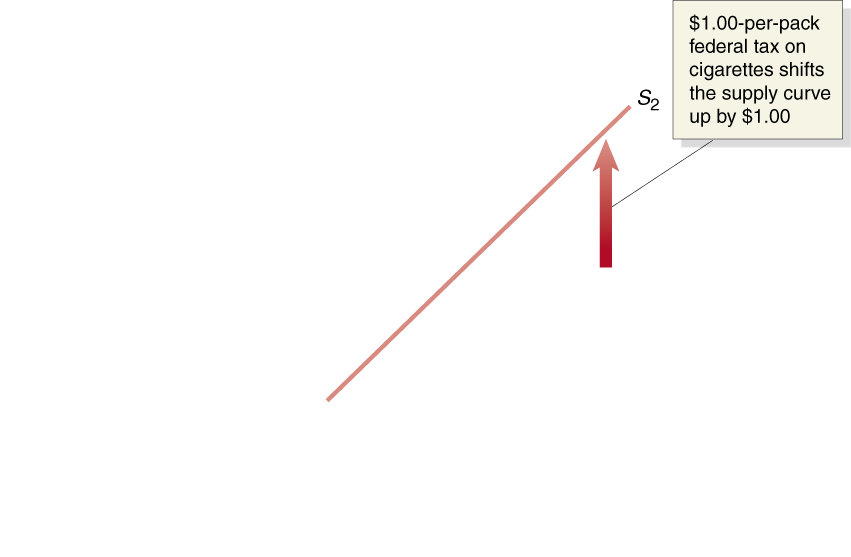 $1.00-per-pack
federal tax on
cigarettes shifts
the supply curve
up by $1.00
S2